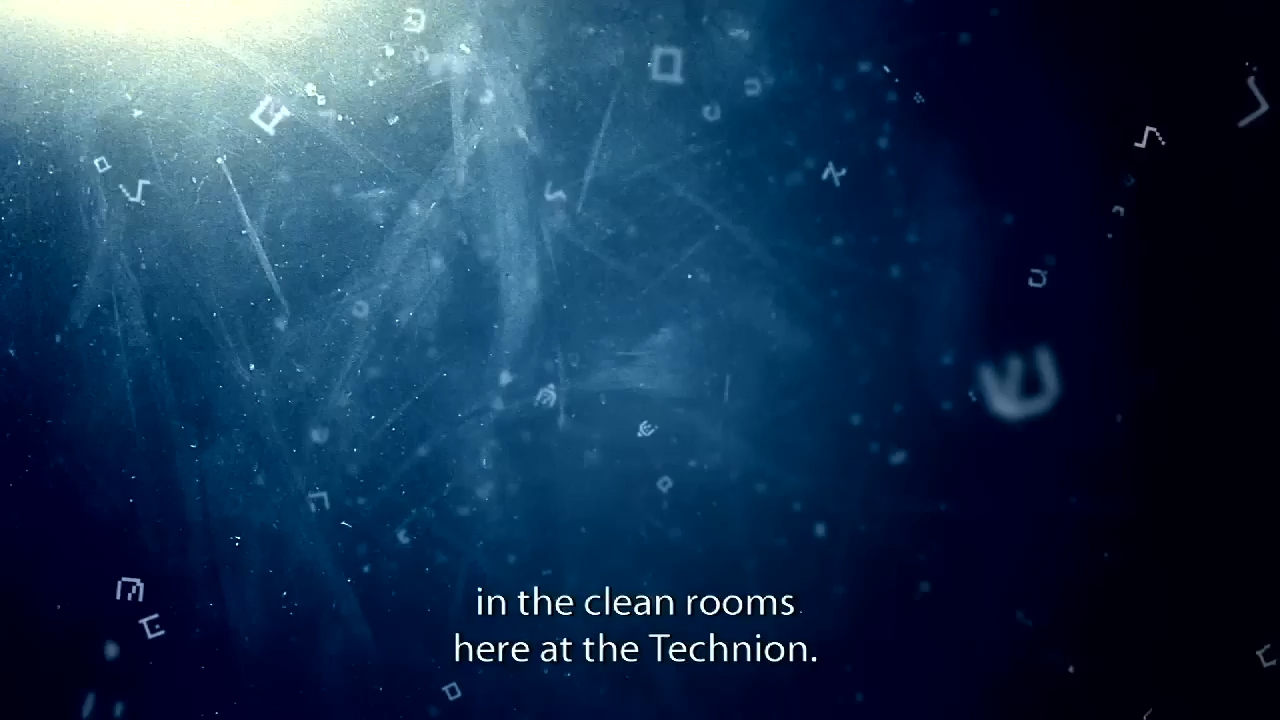 in the clean rooms
here at the Technion.